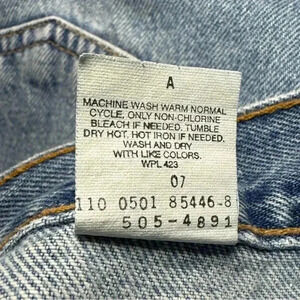 A
MACHINE WASH WARM NORMAL
CYCLE, ONLY NON-CHLORINE
BLEACH IF NEEDED. TUMBLE
DRY HOT. HOT IRON IF NEEDED.
WASH AND DRY
WITH LIKE COLORS.
WPL 423
07
110 0501 85446-8
505-4891